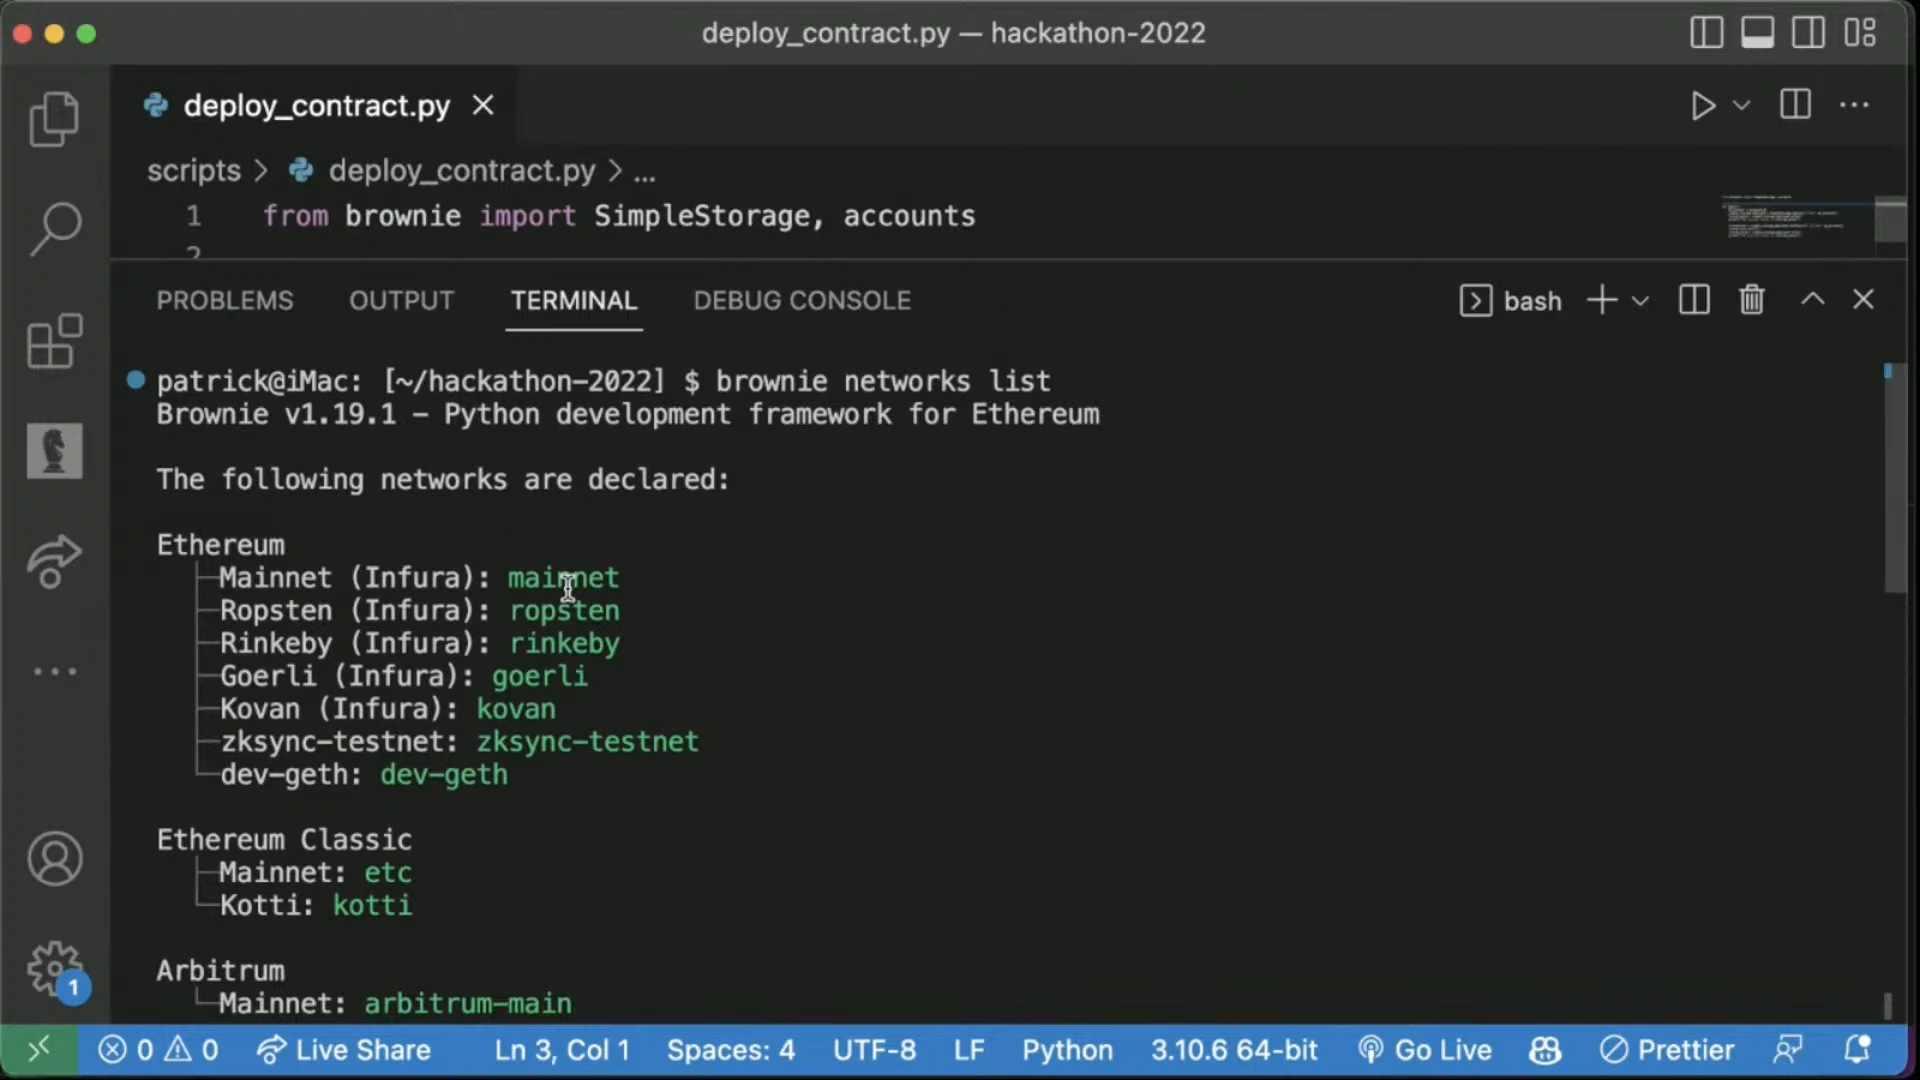 deploy_contract.py — hackathon-2022
deploy_contract.py
scripts > deploy_contract.py > ...
1 from brownie import SimpleStorage, accounts
2
PROBLEMS OUTPUT TERMINAL DEBUG CONSOLE bash
patrick@iMac: [~/hackathon-2022] $ brownie networks list
Brownie v1.19.1 - Python development framework for Ethereum
The following networks are declared:
Ethereum
Mainnet (Infura): mainnet
Ropsten (Infura): ropsten
Rinkeby (Infura): rinkeby
Goerli (Infura): goerli
Kovan (Infura): kovan
zksync-testnet: zksync-testnet
dev-geth: dev-geth
Ethereum Classic
Mainnet: etc
Kotti: kotti
Arbitrum
Mainnet: arbitrum-main
1
0 0 Live Share Ln 3, Col 1 Spaces: 4 UTF-8 LF Python 3.10.6 64-bit Go Live Prettier